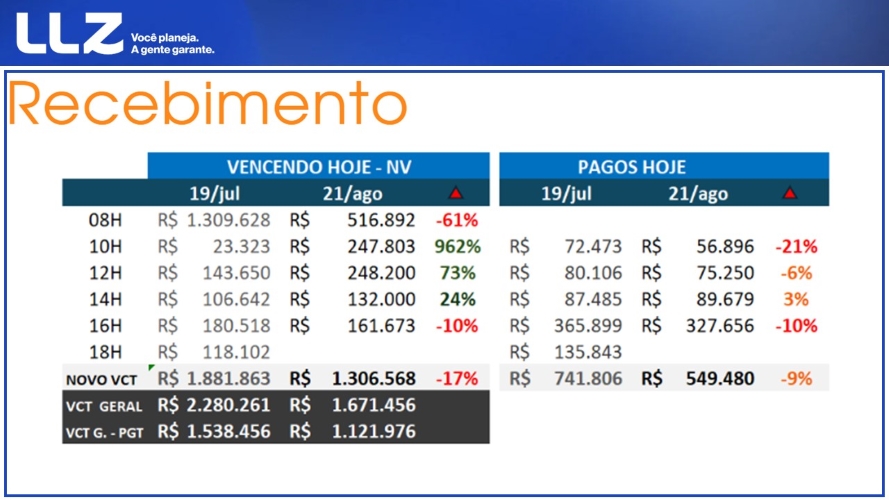 LLZ Você planeja.
A gente garante.
Recebimento
VENCENDO HOJE - NV PAGOS HOJE
19/jul 21/ago 19/jul 21/ago
08H R$ 1.309.628 R$ 516.892 -61%
10H R$ 23.323 R$ 247.803 962% R$ 72.473 R$ 56.896 -21%
12H R$ 143.650 R$ 248.200 73% R$ 80.106 R$ 75.250 -6%
14H R$ 106.642 R$ 132.000 24% R$ 87.485 R$ 89.679 3%
16H R$ 180.518 R$ 161.673 -10% R$ 365.899 R$ 327.656 -10%
18H R$ 118.102 R$ 135.843
NOVO VCT R$ 1.881.863 R$ 1.306.568 -17% R$ 741.806 R$ 549.480 -9%
VCT GERAL R$ 2.280.261 R$ 1.671.456
VCT G. - PGT R$ 1.538.456 R$ 1.121.976